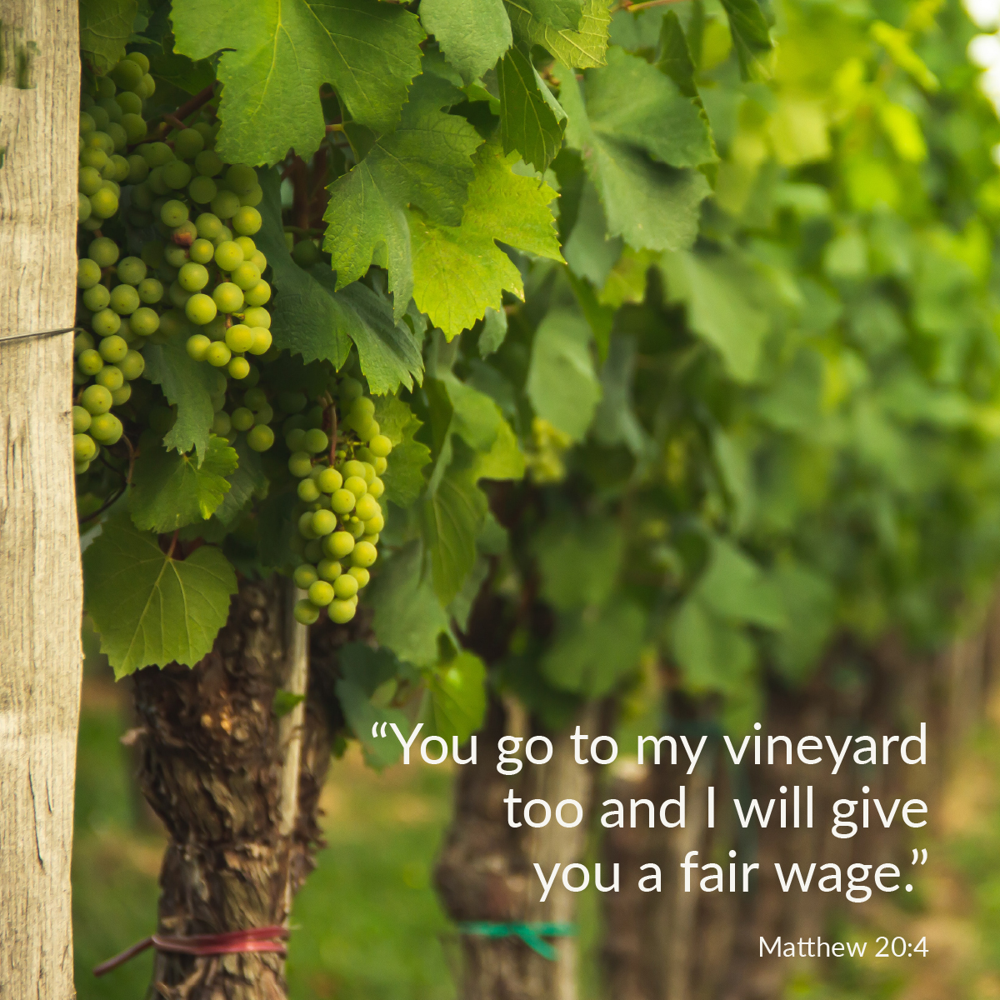 “You go to my vineyard
too and I will give
you a fair wage.”
Matthew 20:4